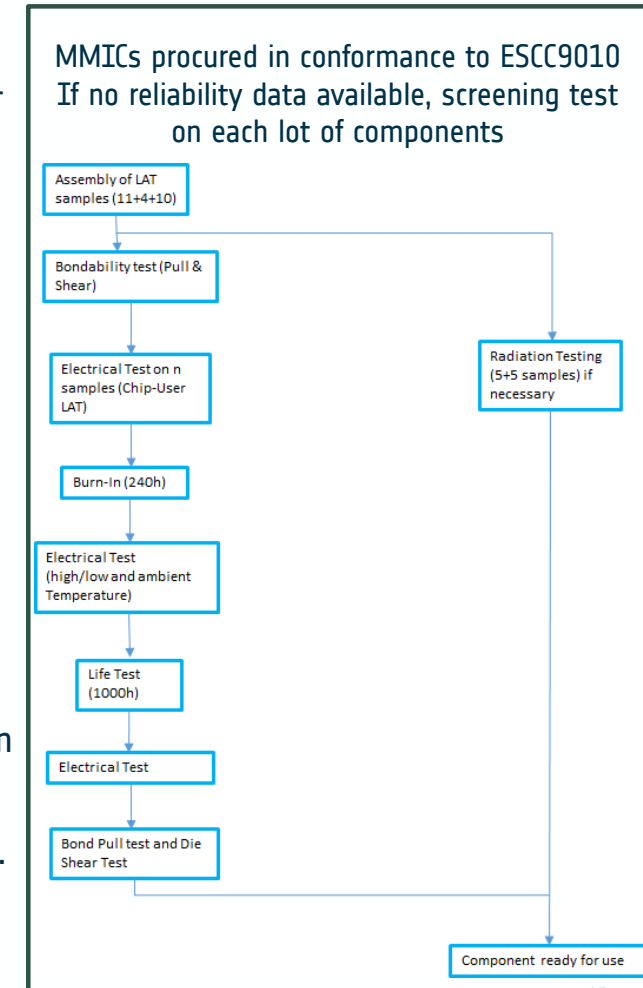 MMICs procured in conformance to ESCC9010
If no reliability data available, screening test
on each lot of components
Assembly of LAT
samples (11+4+10)
Bondability test (Pull &
Shear)
Electrical Test on n
samples (Chip-User
LAT)
Radiation Testing
(5+5 samples) if
necessary
Burn-In (240h)
Electrical Test
(high/low and ambient
Temperature)
Life Test
(1000h)
Electrical Test
Bond Pull test and Die
Shear Test
Component ready for use